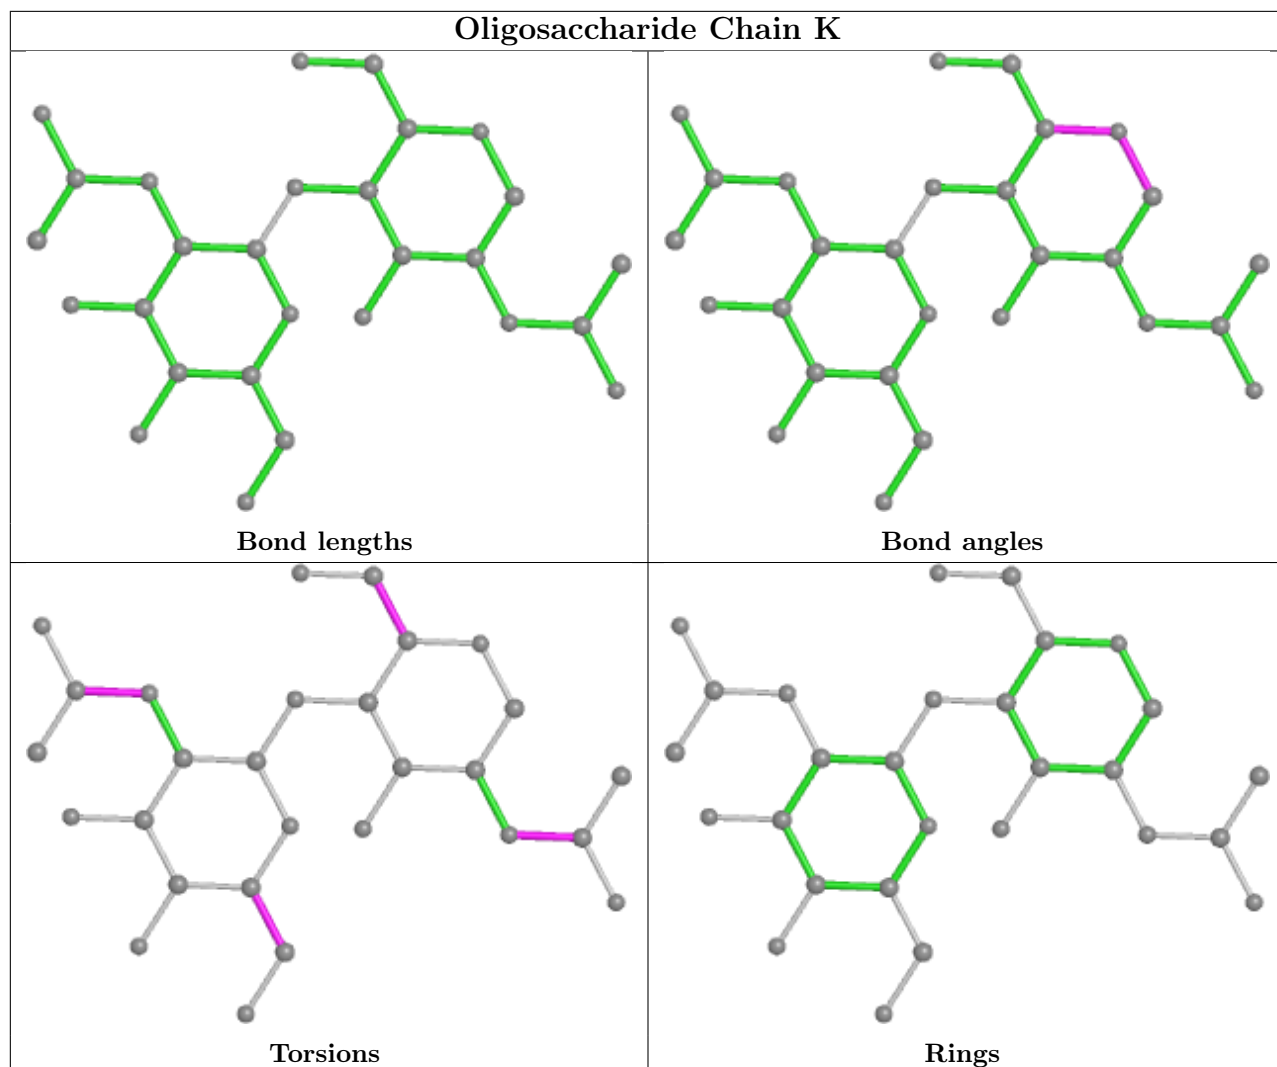 Oligosaccharide Chain K
Bond lengths
Bond angles
Torsions
Rings